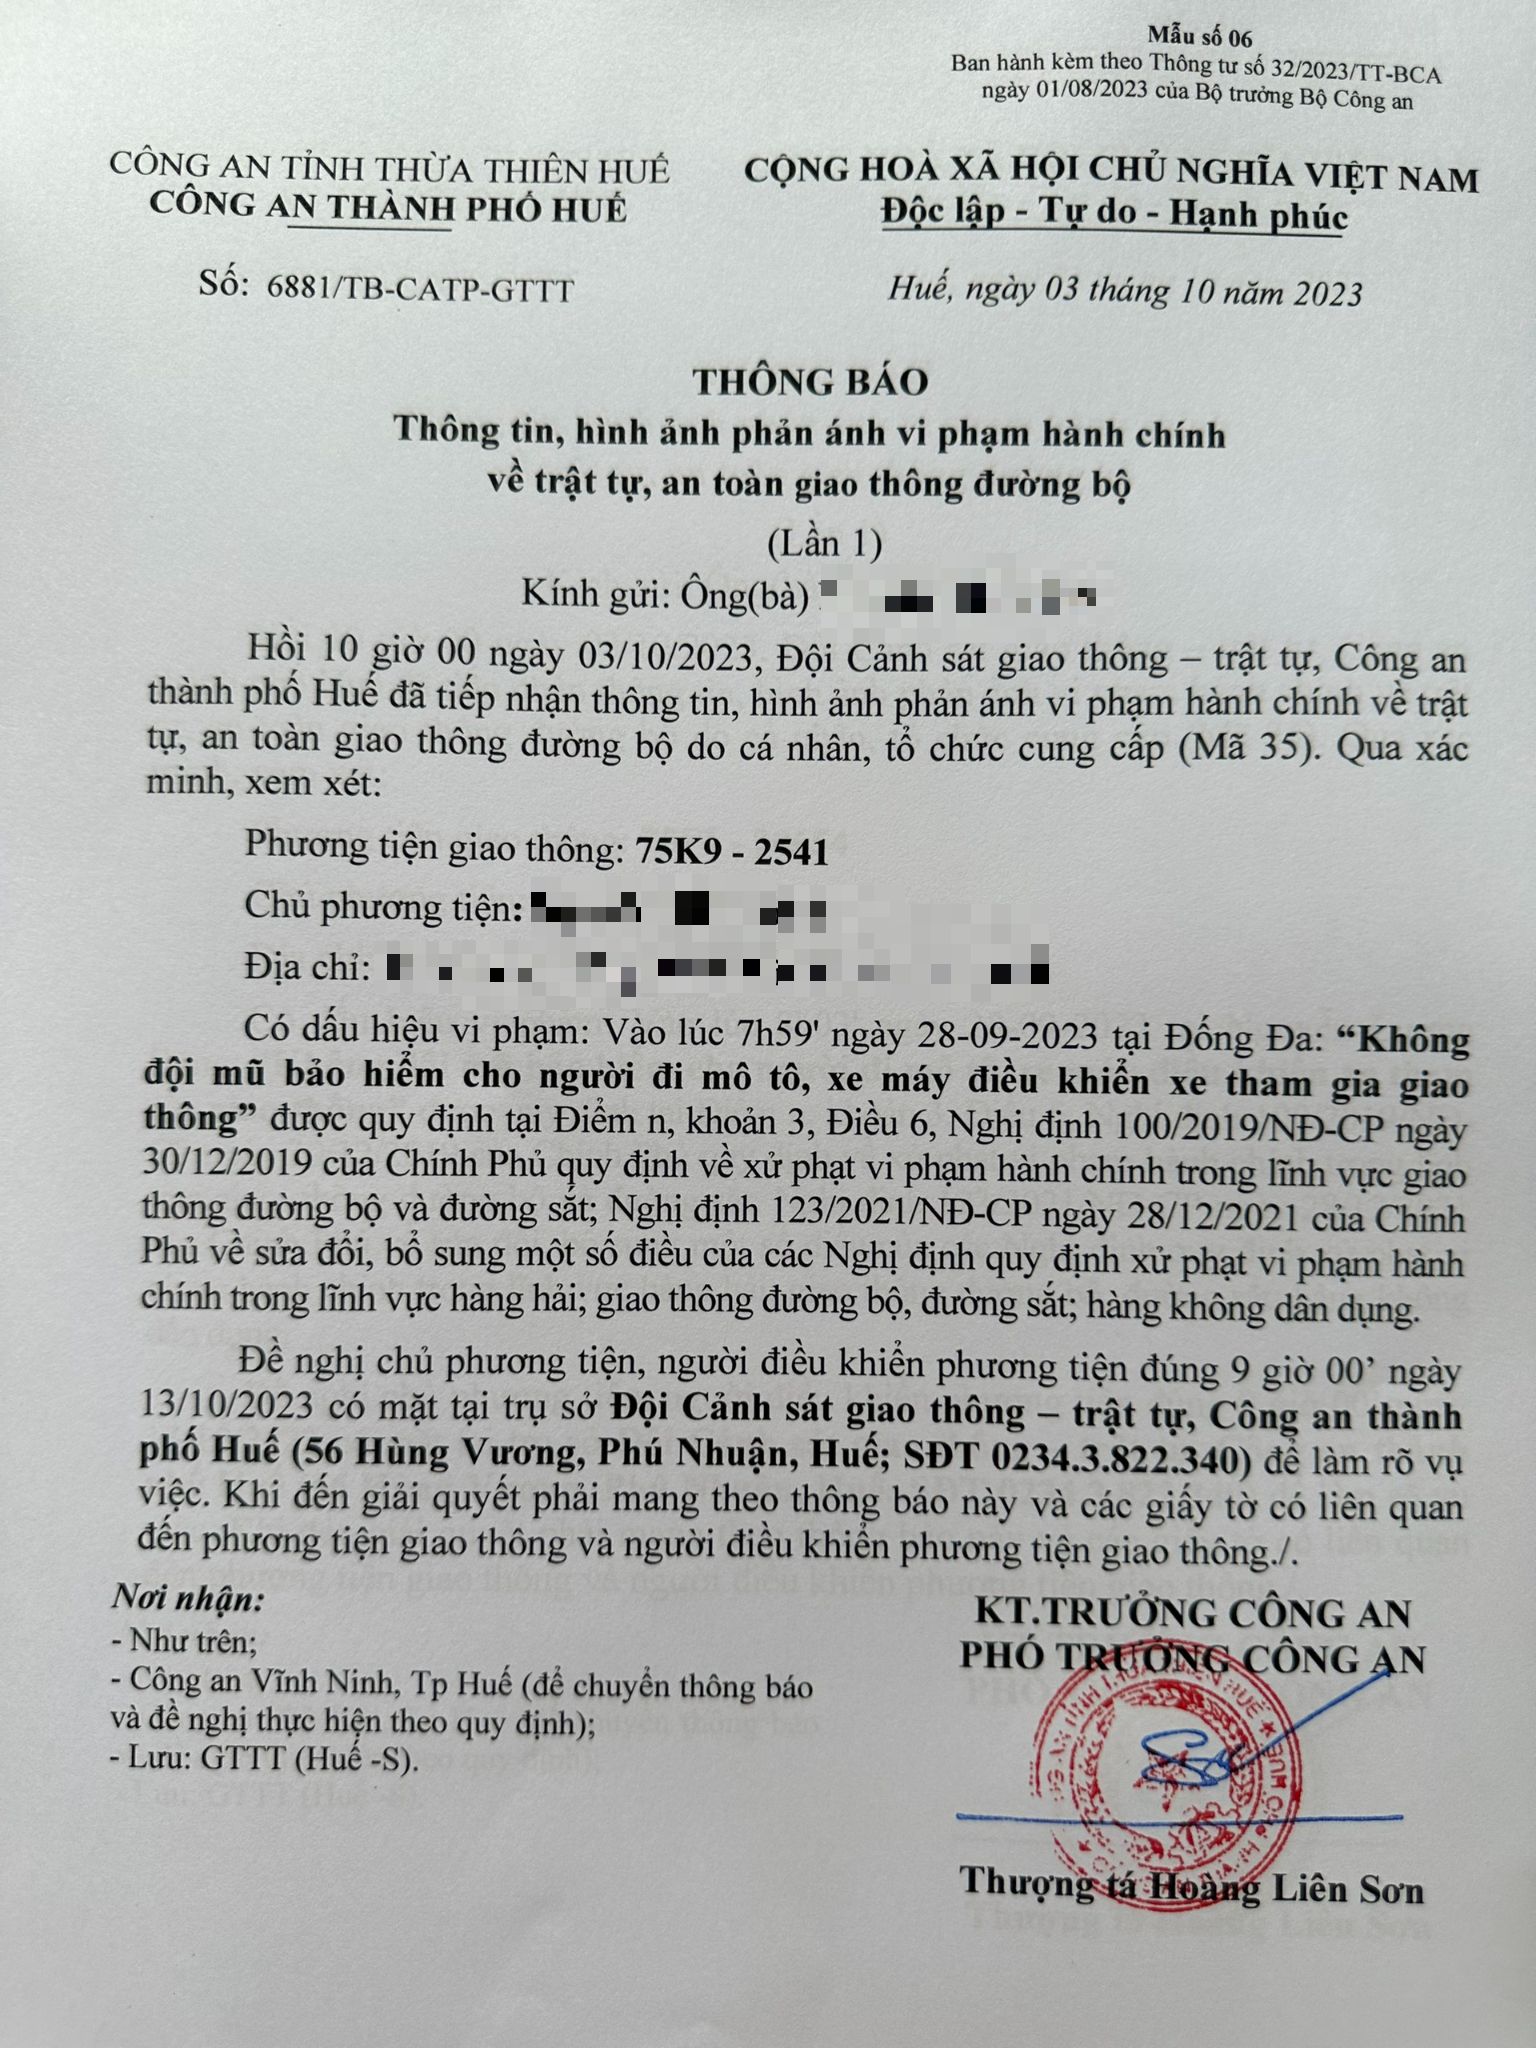 Mẫu số 06
Ban hành kèm theo Thông tư số 32/2023/TT-BCA
ngày 01/08/2023 của Bộ trưởng Bộ Công an
CÔNG AN TỈNH THỪA THIÊN HUẾ
CÔNG AN THÀNH PHỐ HUẾ
CỘNG HOÀ XÃ HỘI CHỦ NGHĨA VIỆT NAM
Độc lập - Tự do - Hạnh phúc
Số: 6881/TB-CATP-GTTT
Huế, ngày 03 tháng 10 năm 2023
THÔNG BÁO
Thông tin, hình ảnh phản ánh vi phạm hành chính
về trật tự, an toàn giao thông đường bộ
(Lần 1)
Kính gửi: Ông(bà)
Hồi 10 giờ 00 ngày 03/10/2023, Đội Cảnh sát giao thông – trật tự, Công an
thành phố Huế đã tiếp nhận thông tin, hình ảnh phản ánh vi phạm hành chính về trật
tự, an toàn giao thông đường bộ do cá nhân, tổ chức cung cấp (Mã 35). Qua xác
minh, xem xét:
Phương tiện giao thông: 75K9 - 2541
Chủ phương tiện:
Địa chỉ:
Có dấu hiệu vi phạm: Vào lúc 7h59' ngày 28-09-2023 tại Đống Đa: “Không
đội mũ bảo hiểm cho người đi mô tô, xe máy điều khiển xe tham gia giao
thông” được quy định tại Điểm n, khoản 3, Điều 6, Nghị định 100/2019/NĐ-CP ngày
30/12/2019 của Chính Phủ quy định về xử phạt vi phạm hành chính trong lĩnh vực giao
thông đường bộ và đường sắt; Nghị định 123/2021/NĐ-CP ngày 28/12/2021 của Chính
Phủ về sửa đổi, bổ sung một số điều của các Nghị định quy định xử phạt vi phạm hành
chính trong lĩnh vực hàng hải; giao thông đường bộ, đường sắt; hàng không dân dụng.
Đề nghị chủ phương tiện, người điều khiển phương tiện đúng 9 giờ 00’ ngày
13/10/2023 có mặt tại trụ sở Đội Cảnh sát giao thông – trật tự, Công an thành
phố Huế (56 Hùng Vương, Phú Nhuận, Huế; SĐT 0234.3.822.340) để làm rõ vụ
việc. Khi đến giải quyết phải mang theo thông báo này và các giấy tờ có liên quan
đến phương tiện giao thông và người điều khiển phương tiện giao thông./.
Nơi nhận:
- Như trên;
- Công an Vĩnh Ninh, Tp Huế (để chuyển thông báo
và đề nghị thực hiện theo quy định);
- Lưu: GTTT (Huế -S).
KT.TRƯỞNG CÔNG AN
PHÓ TRƯỞNG CÔNG AN
Thượng tá Hoàng Liên Sơn